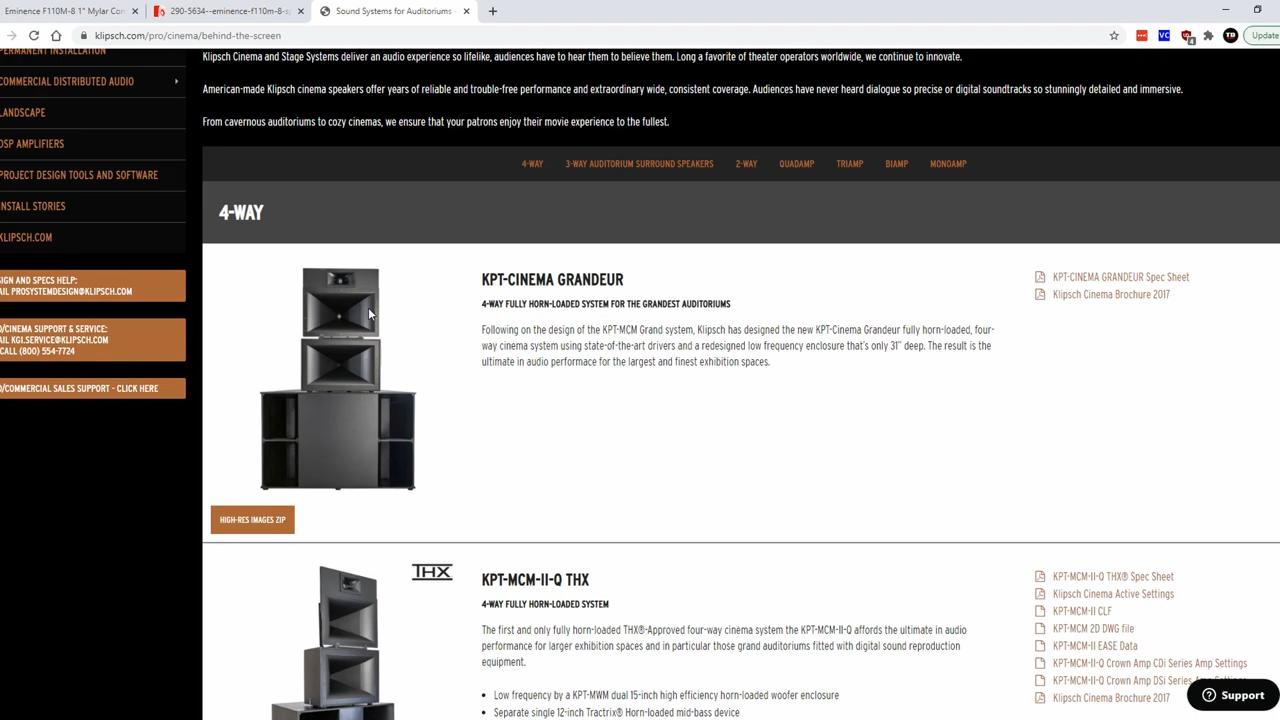 Eminence F110M-8 1" Mylar Con
290-5634--eminence-f110m-8-sp
Sound Systems for Auditoriums -
klipsch.com/pro/cinema/behind-the-screen
Update
PERMANENT INSTALLATION
COMMERCIAL DISTRIBUTED AUDIO
LANDSCAPE
DSP AMPLIFIERS
PROJECT DESIGN TOOLS AND SOFTWARE
INSTALL STORIES
KLIPSCH.COM
SIGN AND SPECS HELP:
AIL PROSYSTEMDESIGN@KLIPSCH.COM
O/CINEMA SUPPORT & SERVICE:
AIL KGI.SERVICE@KLIPSCH.COM
CALL (800) 554-7724
O/COMMERCIAL SALES SUPPORT - CLICK HERE
Klipsch Cinema and Stage Systems deliver an audio experience so lifelike, audiences have to hear them to believe them. Long a favorite of theater operators worldwide, we continue to innovate.
American-made Klipsch cinema speakers offer years of reliable and trouble-free performance and extraordinary wide, consistent coverage. Audiences have never heard dialogue so precise or digital soundtracks so stunningly detailed and immersive.
From cavernous auditoriums to cozy cinemas, we ensure that your patrons enjoy their movie experience to the fullest.
4-WAY 3-WAY AUDITORIUM SURROUND SPEAKERS 2-WAY QUADAMP TRIAMP BIAMP MONOAMP
4-WAY
KPT-CINEMA GRANDEUR
4-WAY FULLY HORN-LOADED SYSTEM FOR THE GRANDEST AUDITORIUMS
Following on the design of the KPT-MCM Grand system, Klipsch has designed the new KPT-Cinema Grandeur fully horn-loaded, four-
way cinema system using state-of-the-art drivers and a redesigned low frequency enclosure that's only 31" deep. The result is the
ultimate in audio performace for the largest and finest exhibition spaces.
KPT-CINEMA GRANDEUR Spec Sheet
Klipsch Cinema Brochure 2017
HIGH-RES IMAGES ZIP
THX
KPT-MCM-II-Q THX
4-WAY FULLY HORN-LOADED SYSTEM
The first and only fully horn-loaded THX®-Approved four-way cinema system the KPT-MCM-II-Q affords the ultimate in audio
performance for larger exhibition spaces and in particular those grand auditoriums fitted with digital sound reproduction
equipment.
• Low frequency by a KPT-MWM dual 15-inch high efficiency horn-loaded woofer enclosure
• Separate single 12-inch Tractrix® Horn-loaded mid-bass device
KPT-MCM-II-Q THX® Spec Sheet
Klipsch Cinema Active Settings
KPT-MCM-II CLF
KPT-MCM 2D DWG file
KPT-MCM-II EASE Data
KPT-MCM-II-Q Crown Amp CDi Series Amp Settings
KPT-MCM-II-Q Crown Amp DSi Series Amp Settings
Klipsch Cinema Brochure 2017
Support